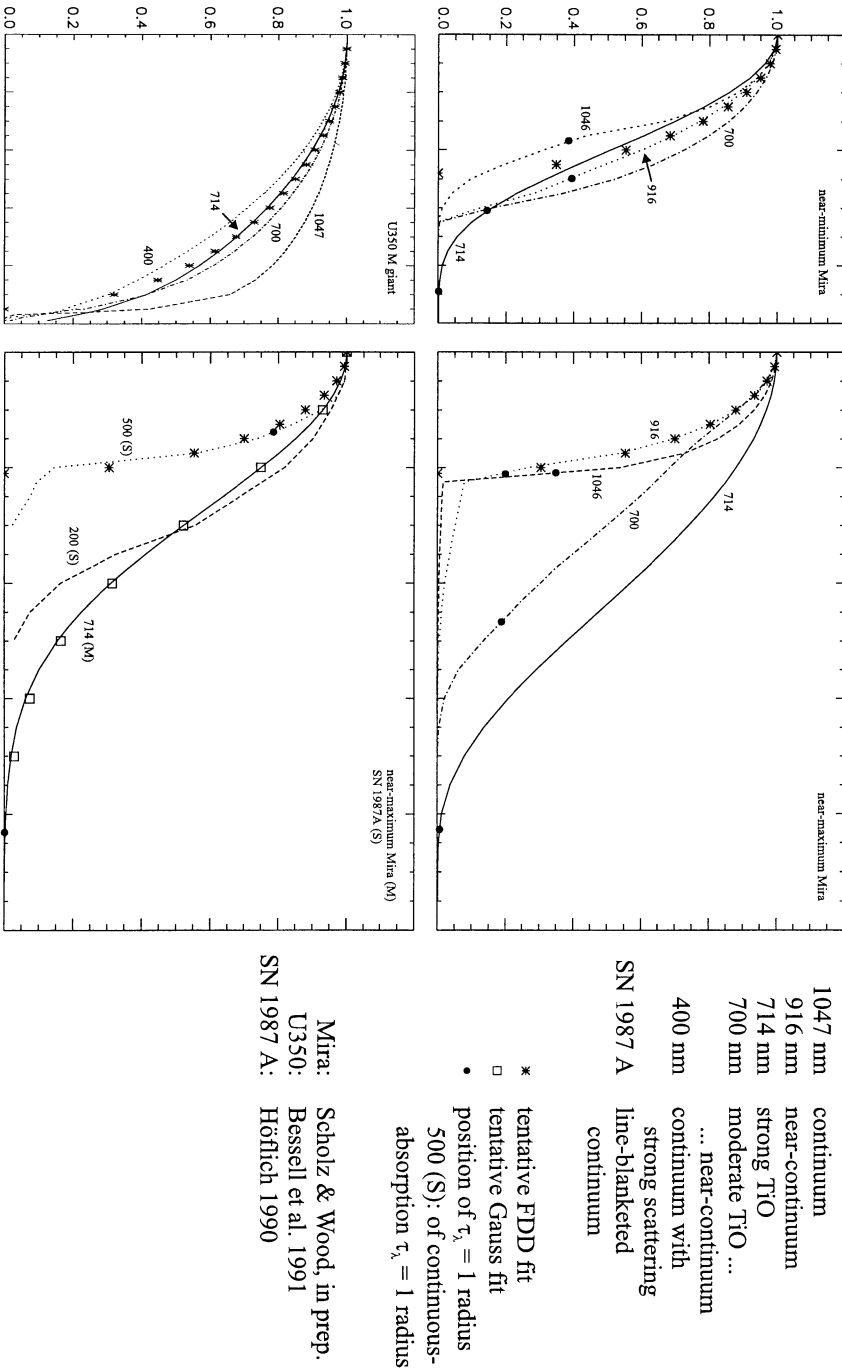 near-minimum Mira
1.0
0.8
0.6
0.4
0.2
0.0
1046
700
916
714
near-maximum Mira
916
714
700
1046
U350 M giant
1.0
0.8
0.6
0.4
0.2
0.0
1047
714
700
400
near-maximum Mira (M)
SN 1987A (S)
500 (S)
200 (S)
714 (M)
1047 nm continuum
916 nm near-continuum
714 nm strong TiO
700 nm moderate TiO ...
... near-continuum
400 nm continuum with
strong scattering
SN 1987 A line-blanketed
continuum
tentative FDD fit
tentative Gauss fit
position of τλ = 1 radius
500 (S): of continuous-
absorption τλ = 1 radius
Mira: Scholz & Wood, in prep.
U350: Bessell et al. 1991
SN 1987 A: Höflich 1990